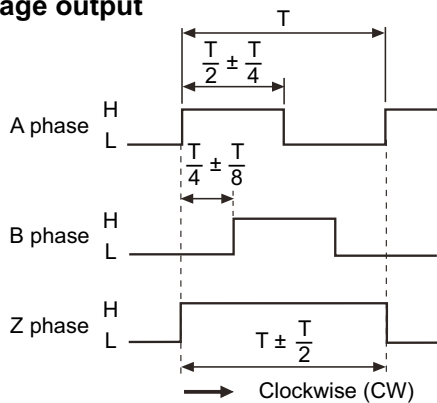 age output
T
T/2 ± T/4
A phase H
L
T/4 ± T/8
B phase H
L
Z phase H
L
T ± T/2
Clockwise (CW)